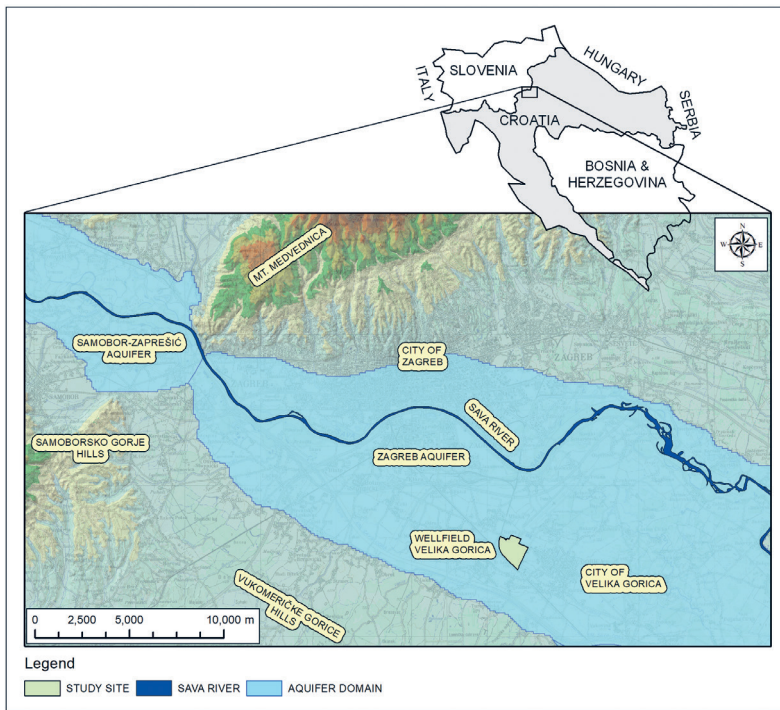 HUNGARY
SLOVENIA
ITALY
SERBIA
CROATIA
BOSNIA &
HERZEGOVINA
N
W E
S
MT. MEDVEDNICA
SAMOBOR-ZAPREŠIĆ
AQUIFER
CITY OF
ZAGREB
ZAGREB
SAVA RIVER
SAMOBORSKO GORJE
HILLS
ZAGREB AQUIFER
WELLFIELD
VELIKA GORICA
CITY OF
VELIKA GORICA
VUKOMERIČKE GORICE
HILLS
0 2,500 5,000 10,000 m
Legend
STUDY SITE SAVA RIVER AQUIFER DOMAIN